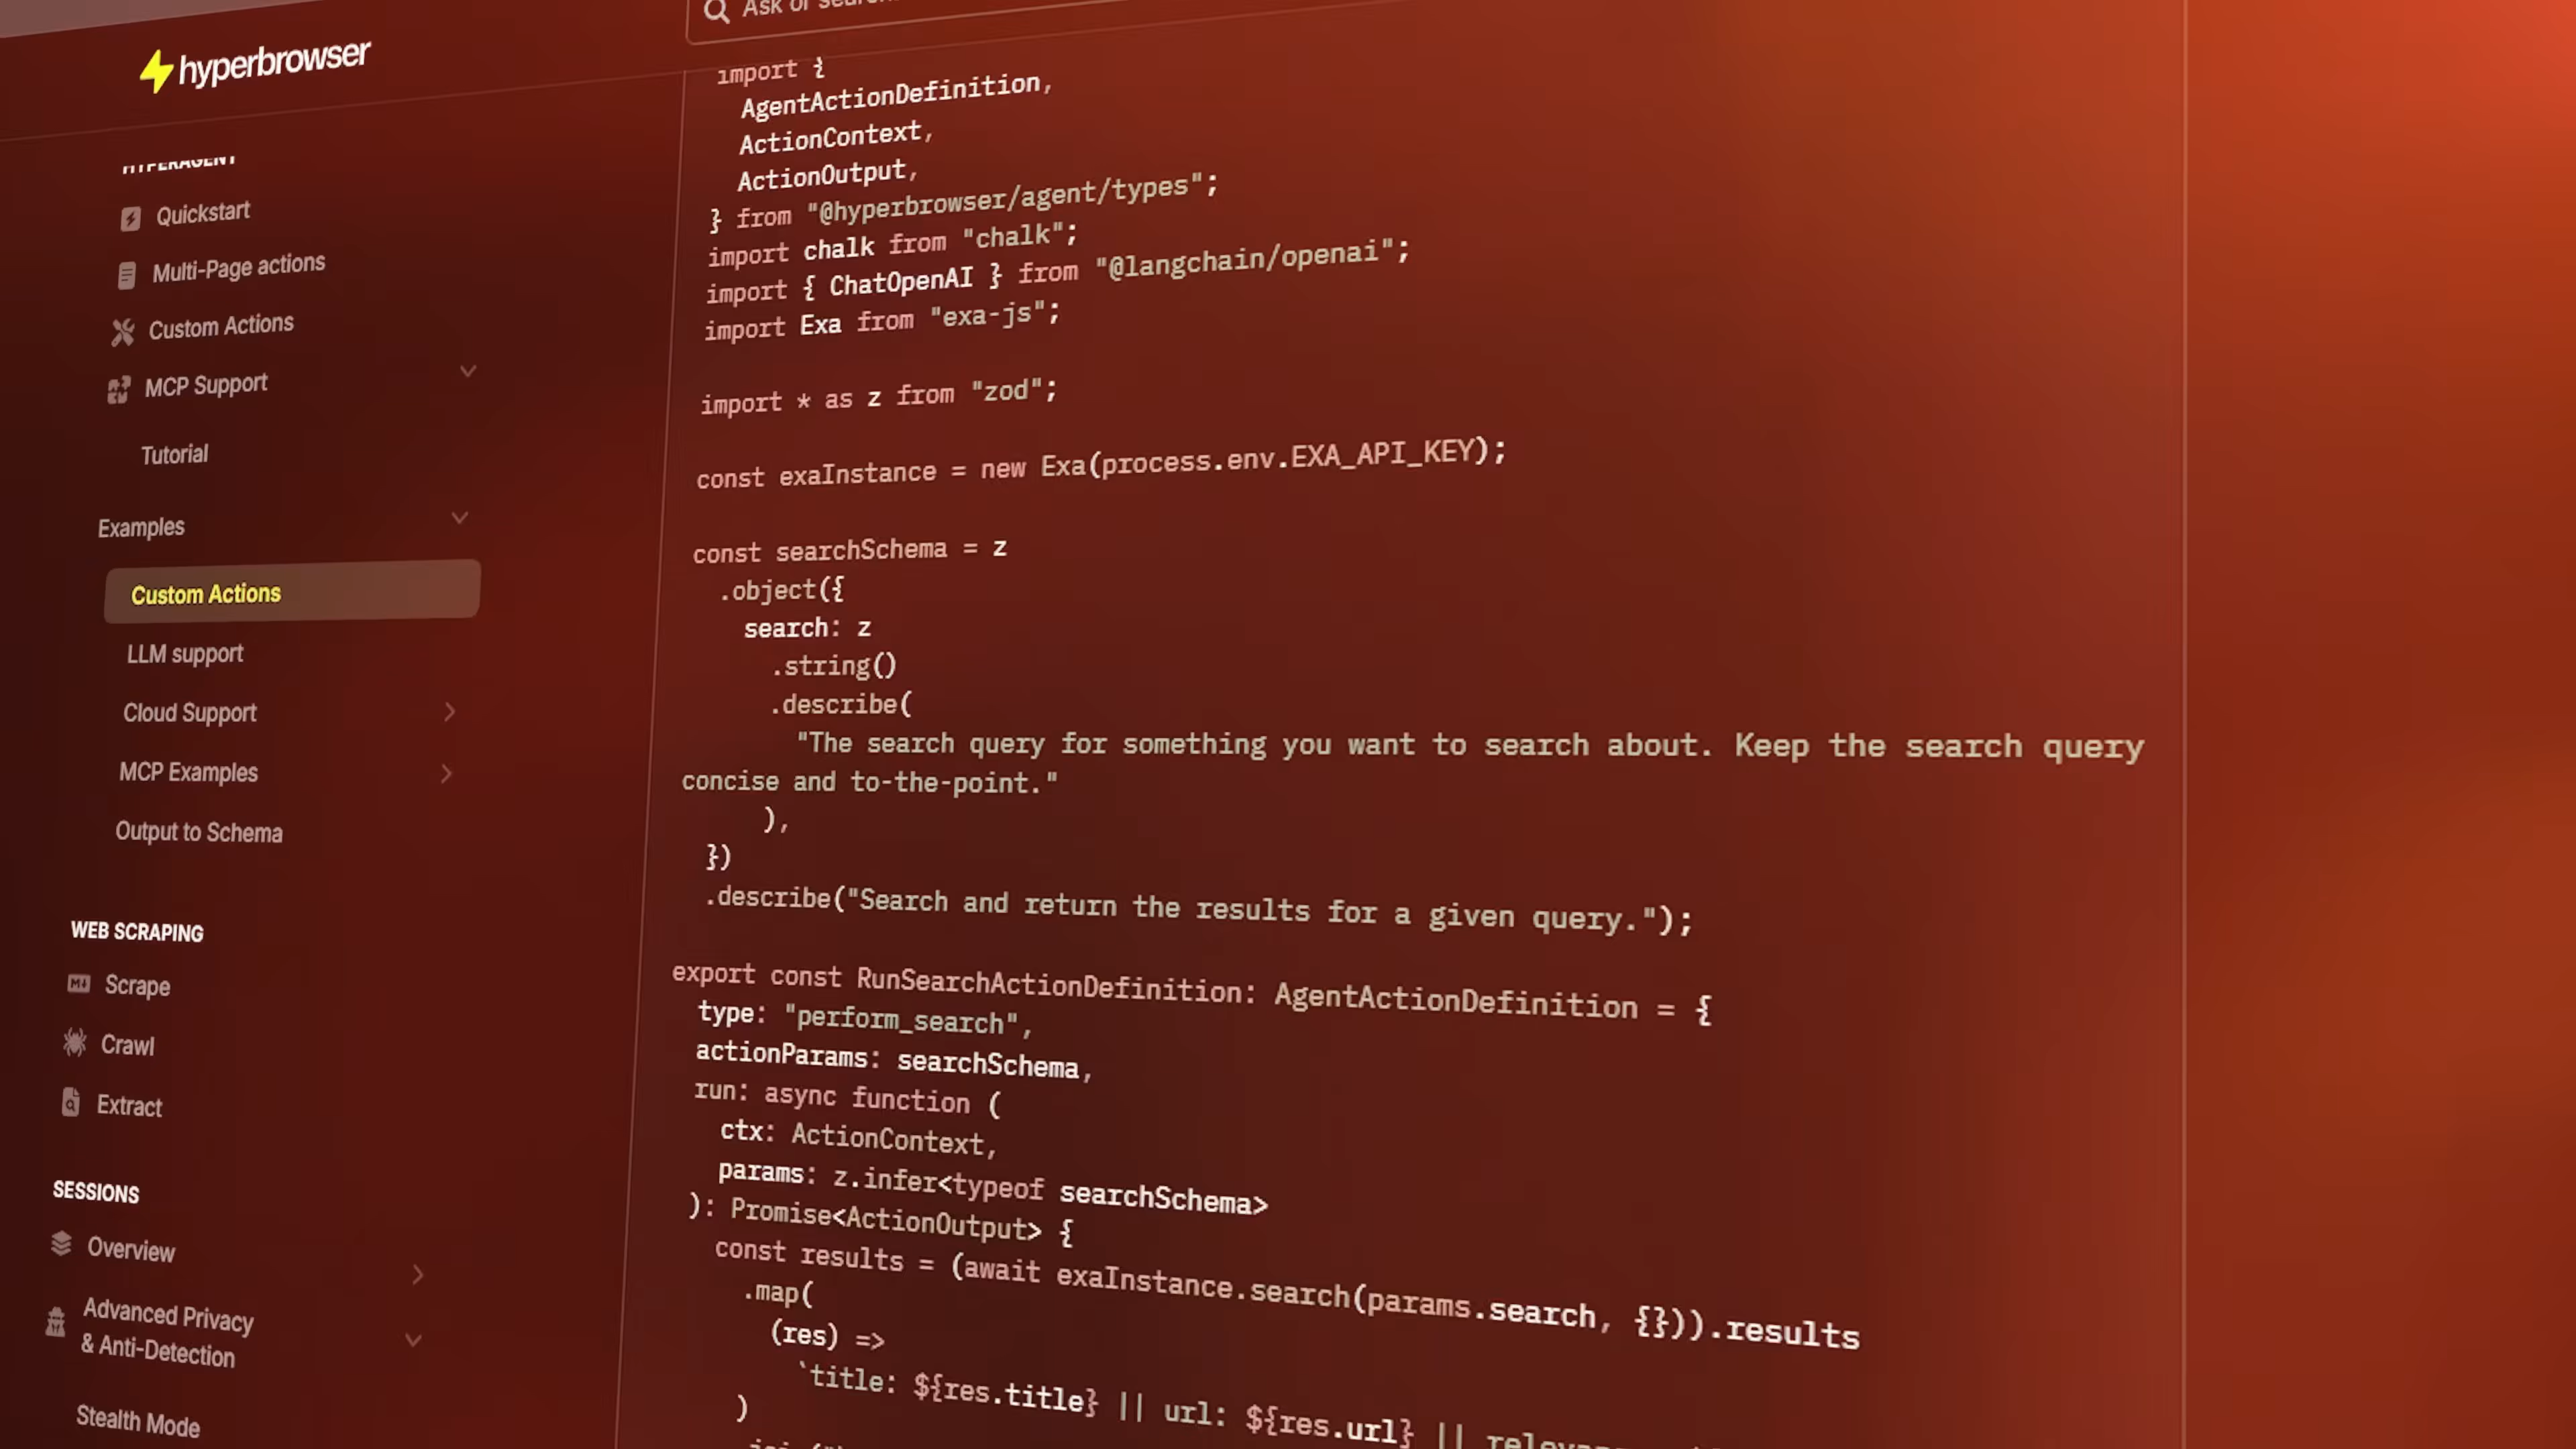 hyperbrowser
Ask or
HYPERAGENT
Quickstart
Multi-Page actions
Custom Actions
MCP Support
Tutorial
Examples
Custom Actions
LLM support
Cloud Support
MCP Examples
Output to Schema
WEB SCRAPING
Scrape
Crawl
Extract
SESSIONS
Overview
Advanced Privacy
& Anti-Detection
Stealth Mode
import {
AgentActionDefinition,
ActionContext,
ActionOutput,
} from "@hyperbrowser/agent/types";
import chalk from "chalk";
import { ChatOpenAI } from "@langchain/openai";
import Exa from "exa-js";
import * as z from "zod";
const exaInstance = new Exa(process.env.EXA_API_KEY);
const searchSchema = z
.object({
search: z
.string()
.describe(
"The search query for something you want to search about. Keep the search query
concise and to-the-point."
),
})
.describe("Search and return the results for a given query.");
export const RunSearchActionDefinition: AgentActionDefinition = {
type: "perform_search",
actionParams: searchSchema,
run: async function (
ctx: ActionContext,
params: z.infer<typeof searchSchema>
): Promise<ActionOutput> {
const results = (await exaInstance.search(params.search, {})).results
.map(
(res) =>
`title: ${res.title} || url: ${res.url} ||
)